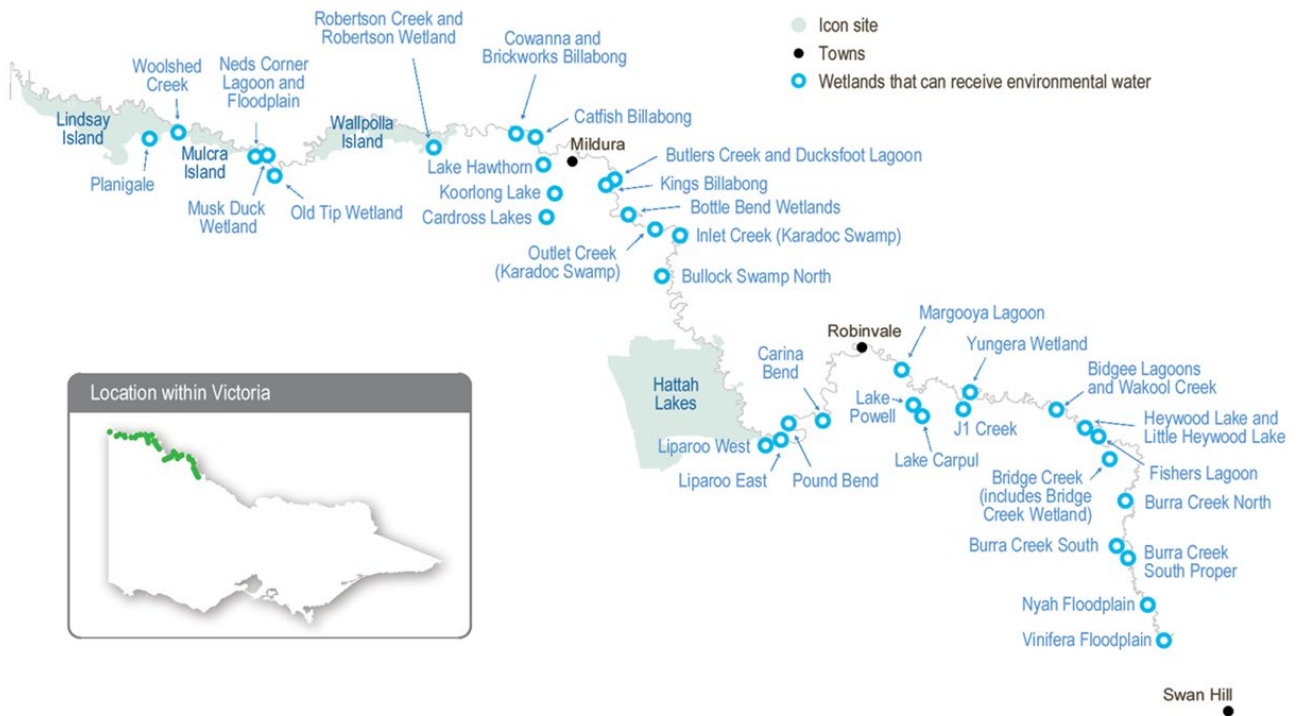 Icon site
Towns
Wetlands that can receive environmental water
Robertson Creek and
Robertson Wetland
Cowanna and
Brickworks Billabong
Neds Corner
Lagoon and
Floodplain
Woolshed
Creek
Catfish Billabong
Lindsay
Island
Wallpolla
Island
Mildura
Mulcra
Island
Lake Hawthorn
Butlers Creek and Ducksfoot Lagoon
Planigale
Kings Billabong
Koorlong Lake
Musk Duck
Wetland
Old Tip Wetland
Bottle Bend Wetlands
Cardross Lakes
Inlet Creek (Karadoc Swamp)
Outlet Creek
(Karadoc Swamp)
Bullock Swamp North
Margooya Lagoon
Robinvale
Yungera Wetland
Carina
Bend
Bidgee Lagoons
and Wakool Creek
Hattah
Lakes
Lake
Powell
J1 Creek
Heywood Lake and
Little Heywood Lake
Liparoo West
Lake Carpul
Fishers Lagoon
Liparoo East
Pound Bend
Bridge Creek
(includes Bridge
Creek Wetland)
Burra Creek North
Burra Creek South
Burra Creek
South Proper
Nyah Floodplain
Vinifera Floodplain
Swan Hill
Location within Victoria